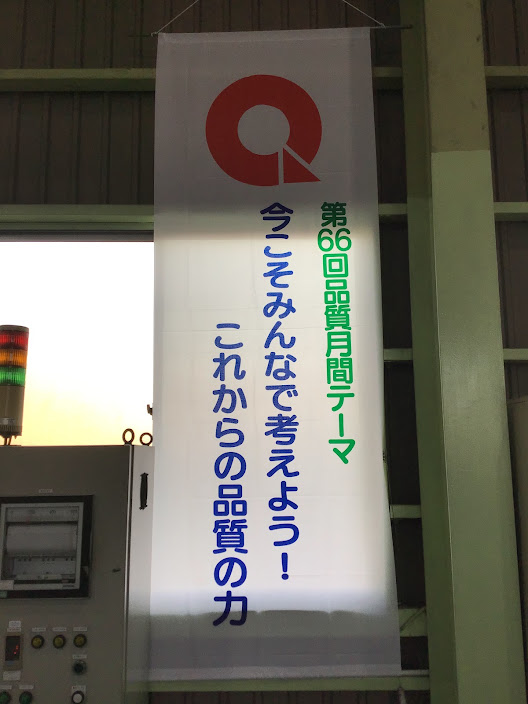 第66回品質月間テーマ
今こそみんなで考えよう！
これからの品質の力